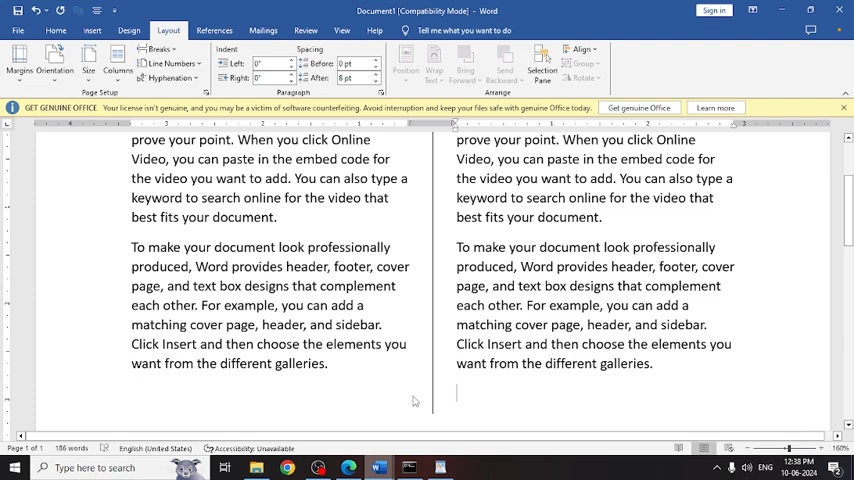 Document1 [Compatibility Mode] - Word
Sign in
File Home Insert Design Layout References Mailings Review View Help Tell me what you want to do
Margins Orientation Size Columns
Breaks
Line Numbers
Hyphenation
Page Setup
Indent
Left: 0"
Right: 0"
Spacing
Before: 0 pt
After: 8 pt
Paragraph
Position Wrap Text Bring Forward Send Backward Selection Pane
Align
Group
Rotate
Arrange
GET GENUINE OFFICE Your license isn't genuine, and you may be a victim of software counterfeiting. Avoid interruption and keep your files safe with genuine Office today. Get genuine Office Learn more
prove your point. When you click Online
Video, you can paste in the embed code for
the video you want to add. You can also type a
keyword to search online for the video that
best fits your document.
To make your document look professionally
produced, Word provides header, footer, cover
page, and text box designs that complement
each other. For example, you can add a
matching cover page, header, and sidebar.
Click Insert and then choose the elements you
want from the different galleries.
prove your point. When you click Online
Video, you can paste in the embed code for
the video you want to add. You can also type a
keyword to search online for the video that
best fits your document.
To make your document look professionally
produced, Word provides header, footer, cover
page, and text box designs that complement
each other. For example, you can add a
matching cover page, header, and sidebar.
Click Insert and then choose the elements you
want from the different galleries.
Page 1 of 1 186 words English (United States) Accessibility: Unavailable 160%
Type here to search
ENG
12:38 PM
10-06-2024
2